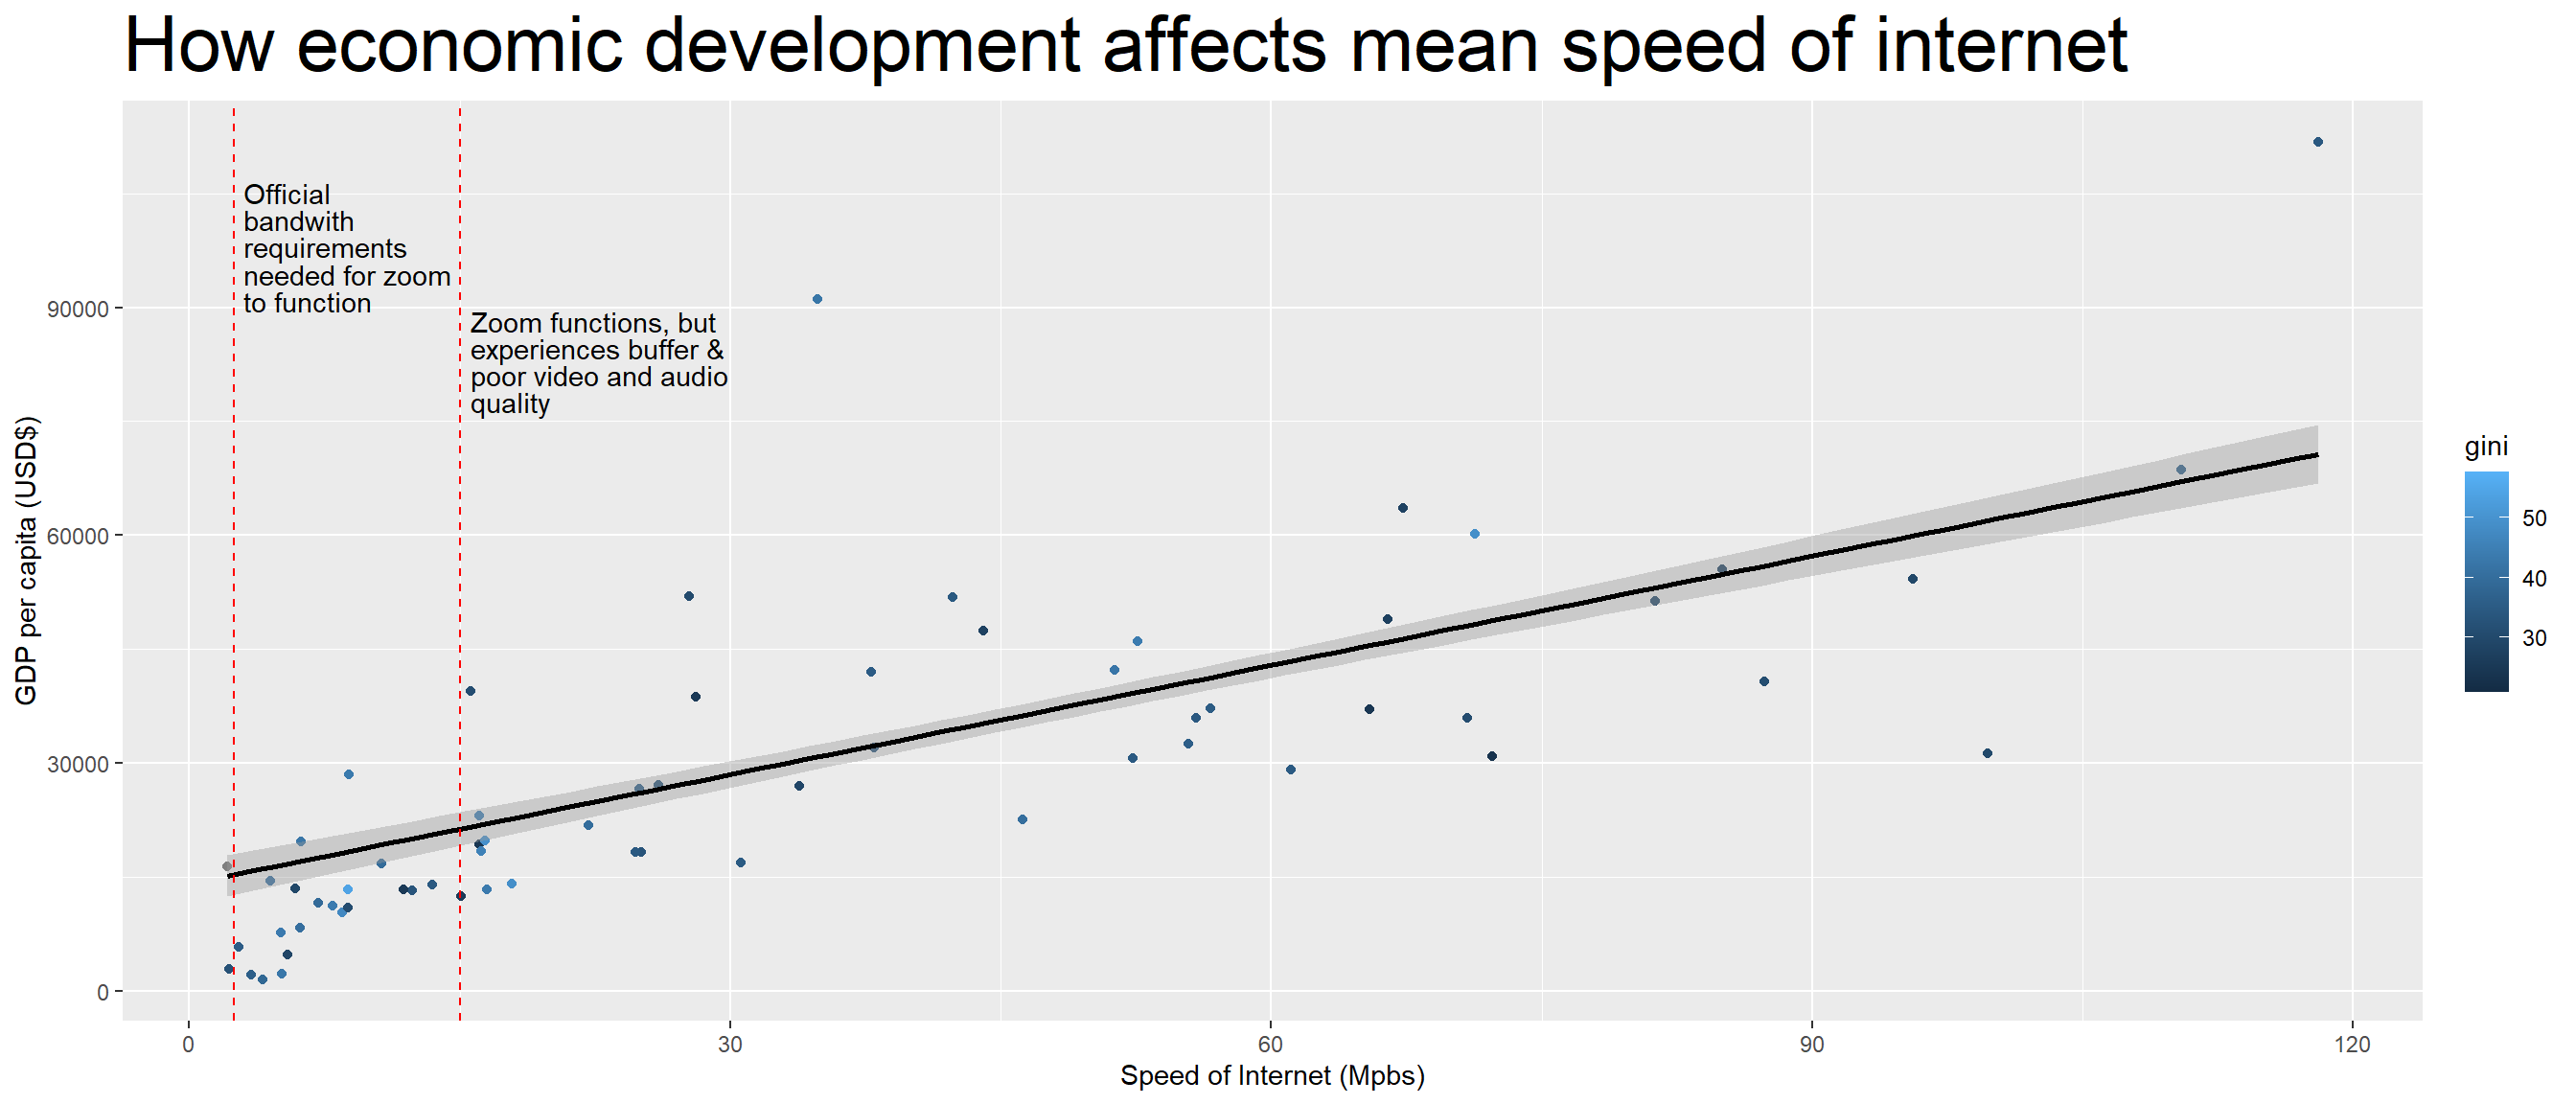 How economic development affects mean speed of internet
Official
bandwith
requirements
needed for zoom
to function
Zoom functions, but
experiences buffer &
poor video and audio
quality
GDP per capita (USD$)
90000
60000
30000
0
0
30
60
90
120
Speed of Internet (Mpbs)
gini
50
40
30